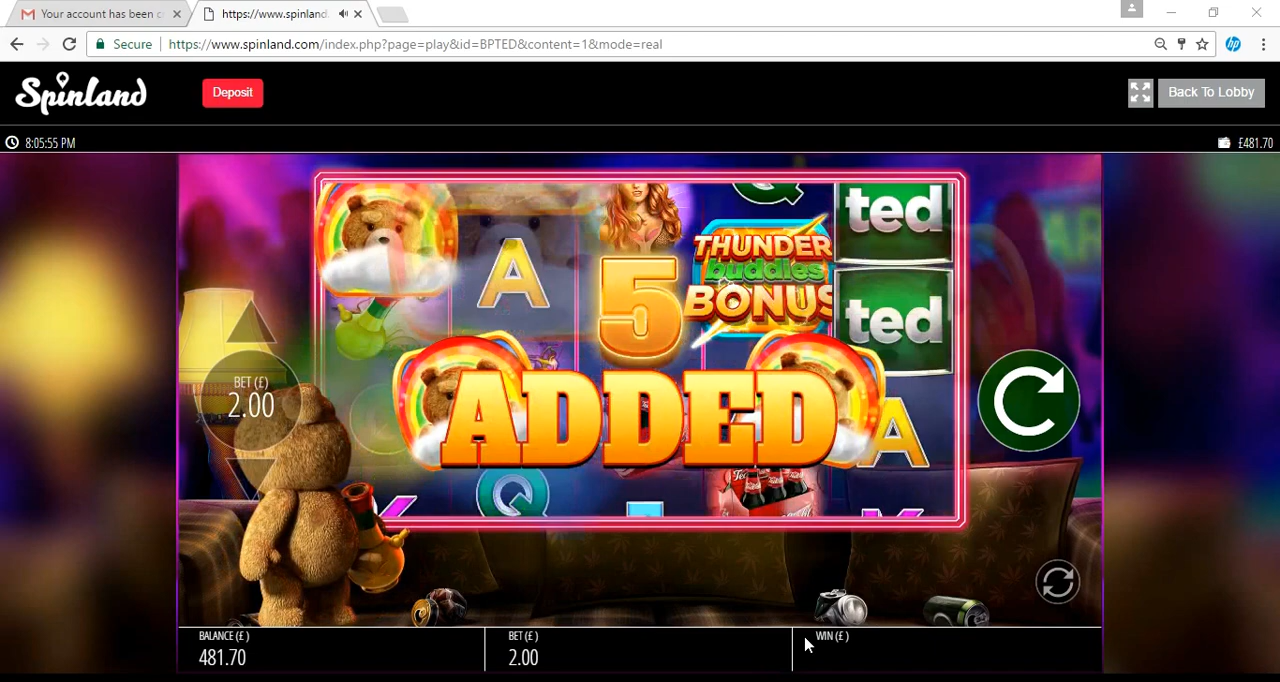 Your account has been c
https://www.spinland.
Secure
https://www.spinland.com/index.php?page=play&id=BPTED&content=1&mode=real
Spinland
Deposit
Back To Lobby
8:05:55 PM
£481.70
Q
ted
A
THUNDER
buddies
BONUS
5
ted
BET (£)
2.00
ADDED
A
Q
BALANCE (£)
481.70
BET (£)
2.00
WIN (£)